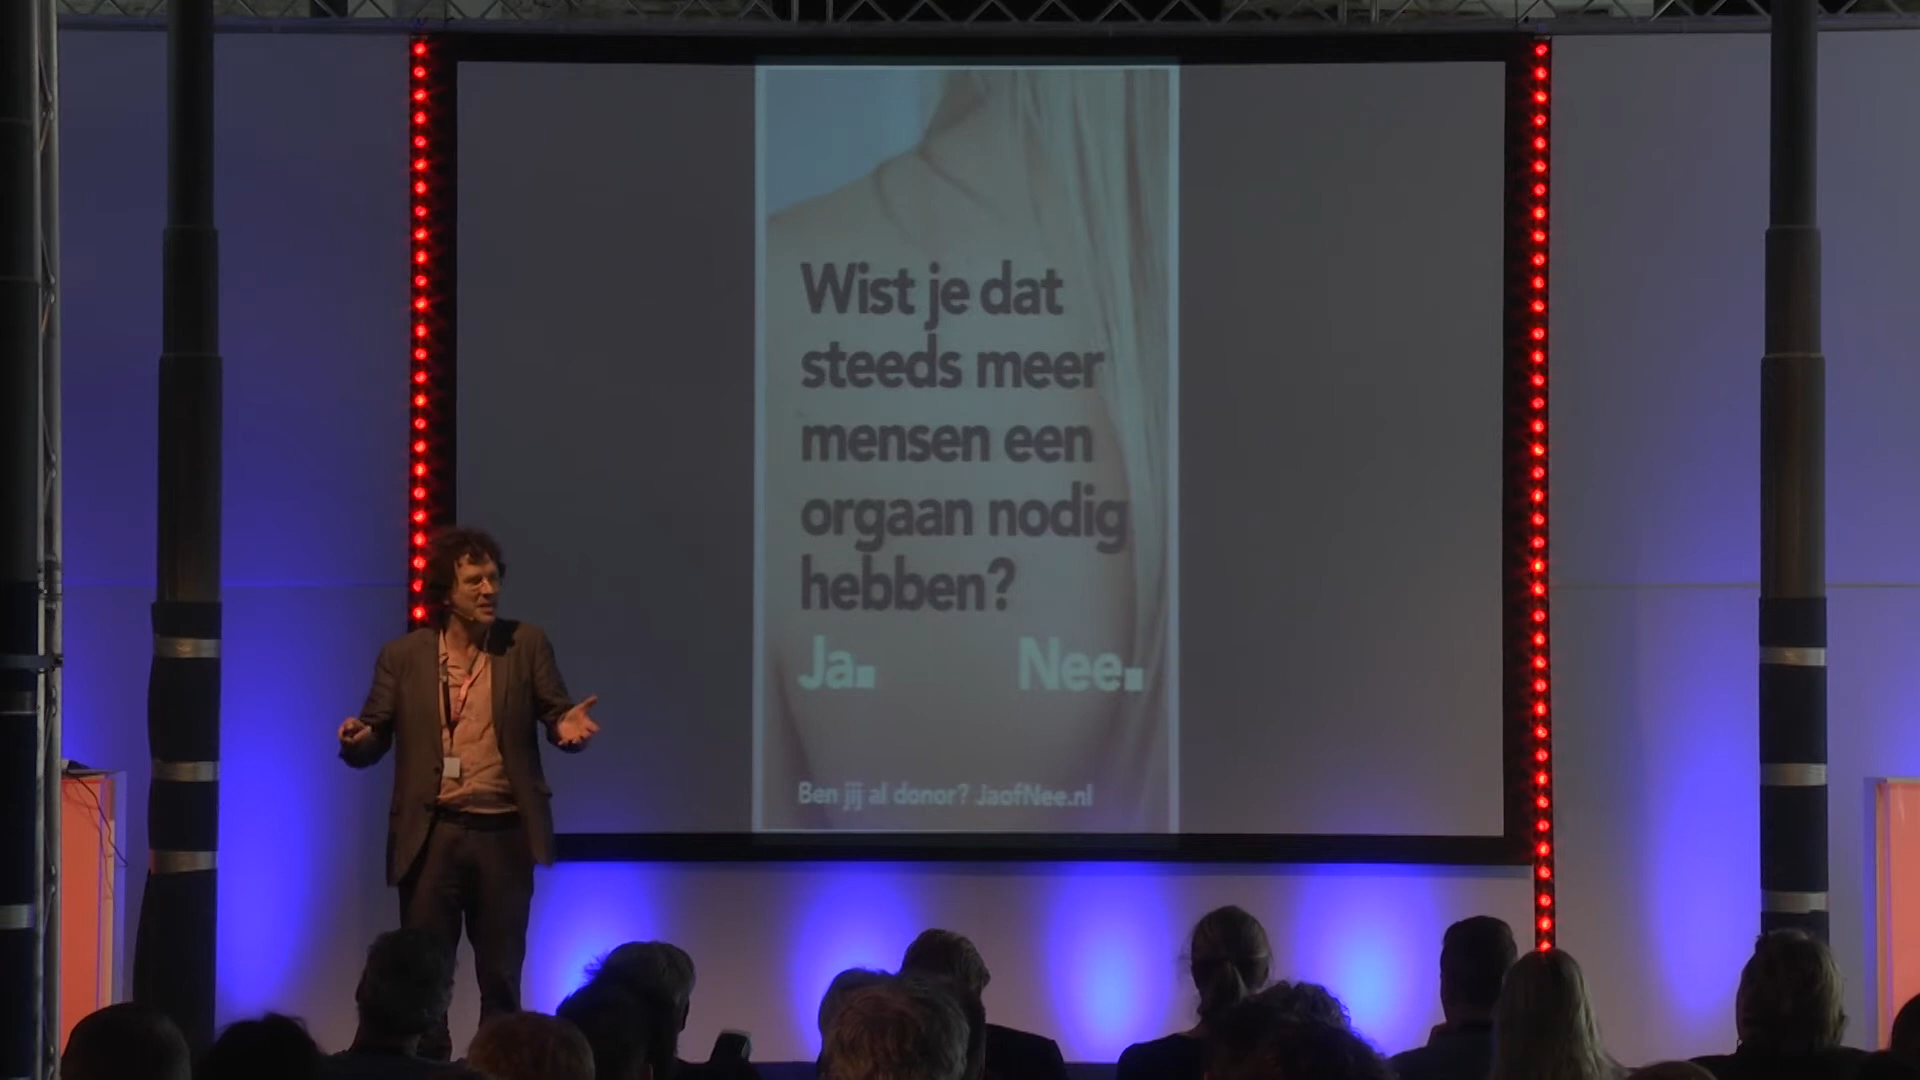 Wist je dat
steeds meer
mensen een
orgaan nodig
hebben?
Ja. Nee.
Ben jij al donor? JaofNee.nl